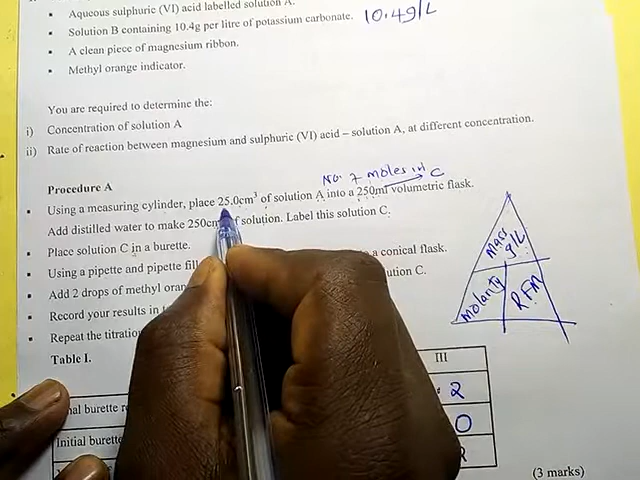 Aqueous sulphuric (VI) acid labelled solution A.
Solution B containing 10.4g per litre of potassium carbonate. 10.4g/L
A clean piece of magnesium ribbon.
Methyl orange indicator.
You are required to determine the:
i) Concentration of solution A
ii) Rate of reaction between magnesium and sulphuric (VI) acid – solution A, at different concentration.
No. of moles in C
Procedure A
Using a measuring cylinder, place 25.0cm³ of solution A into a 250ml volumetric flask.
Add distilled water to make 250cm of solution. Label this solution C.
Place solution C in a burette.
Using a pipette and pipette a conical flask.
Add 2 drops of methyl C.
Record your results in
Repeat the
Mass g/L
molarity RFM
Table I.
III
burette
2
Initial burette
0
(3 marks)